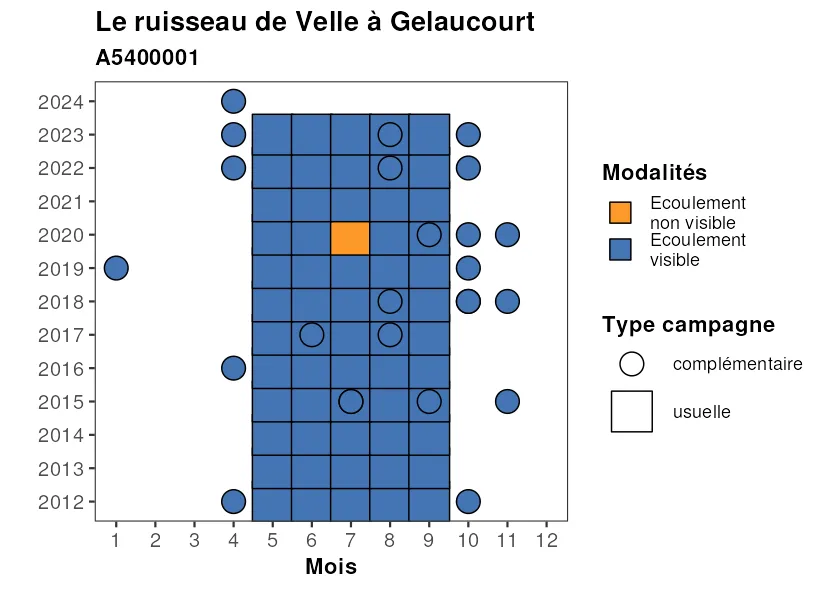 Le ruisseau de Velle à Gelaucourt
A5400001
2024
2023
2022
2021
2020
2019
2018
2017
2016
2015
2014
2013
2012
1 2 3 4 5 6 7 8 9 10 11 12
Mois
Modalités
Ecoulement
non visible
Ecoulement
visible
Type campagne
complémentaire
usuelle